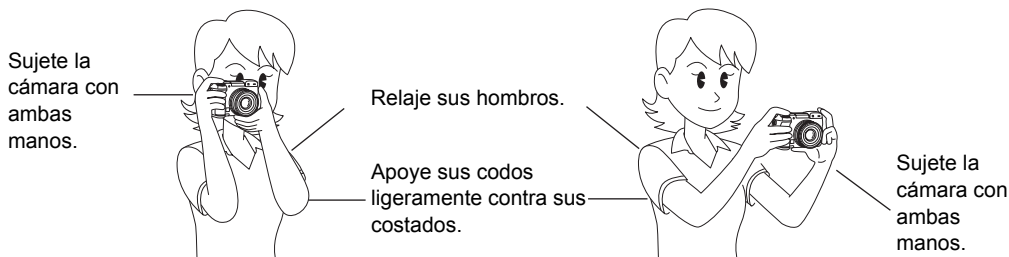 Sujete la
cámara con
ambas
manos.
Relaje sus hombros.
Apoye sus codos
ligeramente contra sus
costados.
Sujete la
cámara con
ambas
manos.